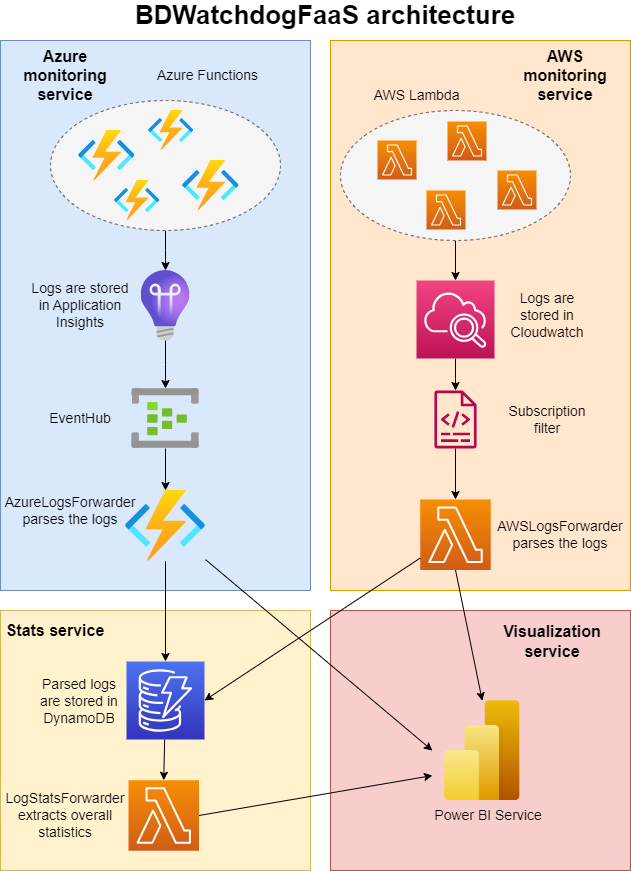 BDWatchdogFaaS architecture
Azure
monitoring
service
Azure Functions
Logs are stored
in Application
Insights
EventHub
AzureLogsForwarder
parses the logs
AWS
monitoring
service
AWS Lambda
Logs are
stored in
Cloudwatch
Subscription
filter
AWSLogsForwarder
parses the logs
Stats service
Parsed logs
are stored in
DynamoDB
LogStatsForwarder
extracts overall
statistics
Visualization
service
Power BI Service